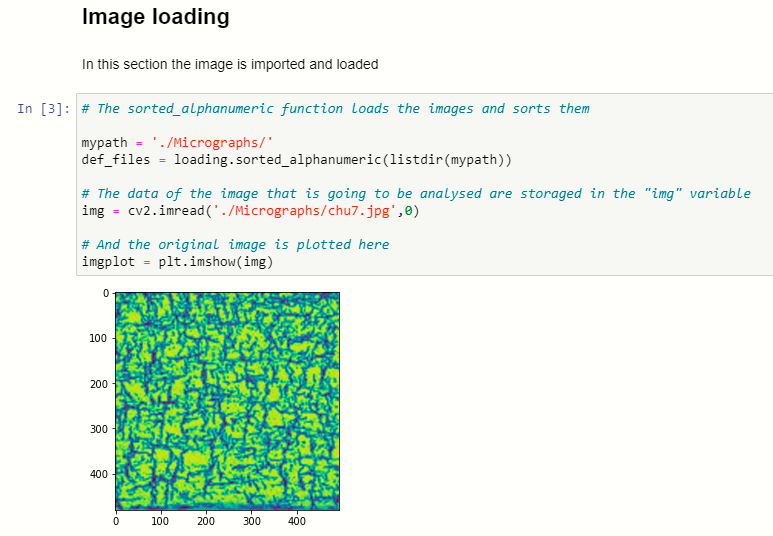 Image loading
In this section the image is imported and loaded
In [3]:
# The sorted_alphanumeric function loads the images and sorts them
mypath = './Micrographs/'
def_files = loading.sorted_alphanumeric(listdir(mypath))
# The data of the image that is going to be analysed are storaged in the "img" variable
img = cv2.imread('./Micrographs/chu7.jpg',0)
# And the original image is plotted here
imgplot = plt.imshow(img)
0
100
200
300
400
0 100 200 300 400